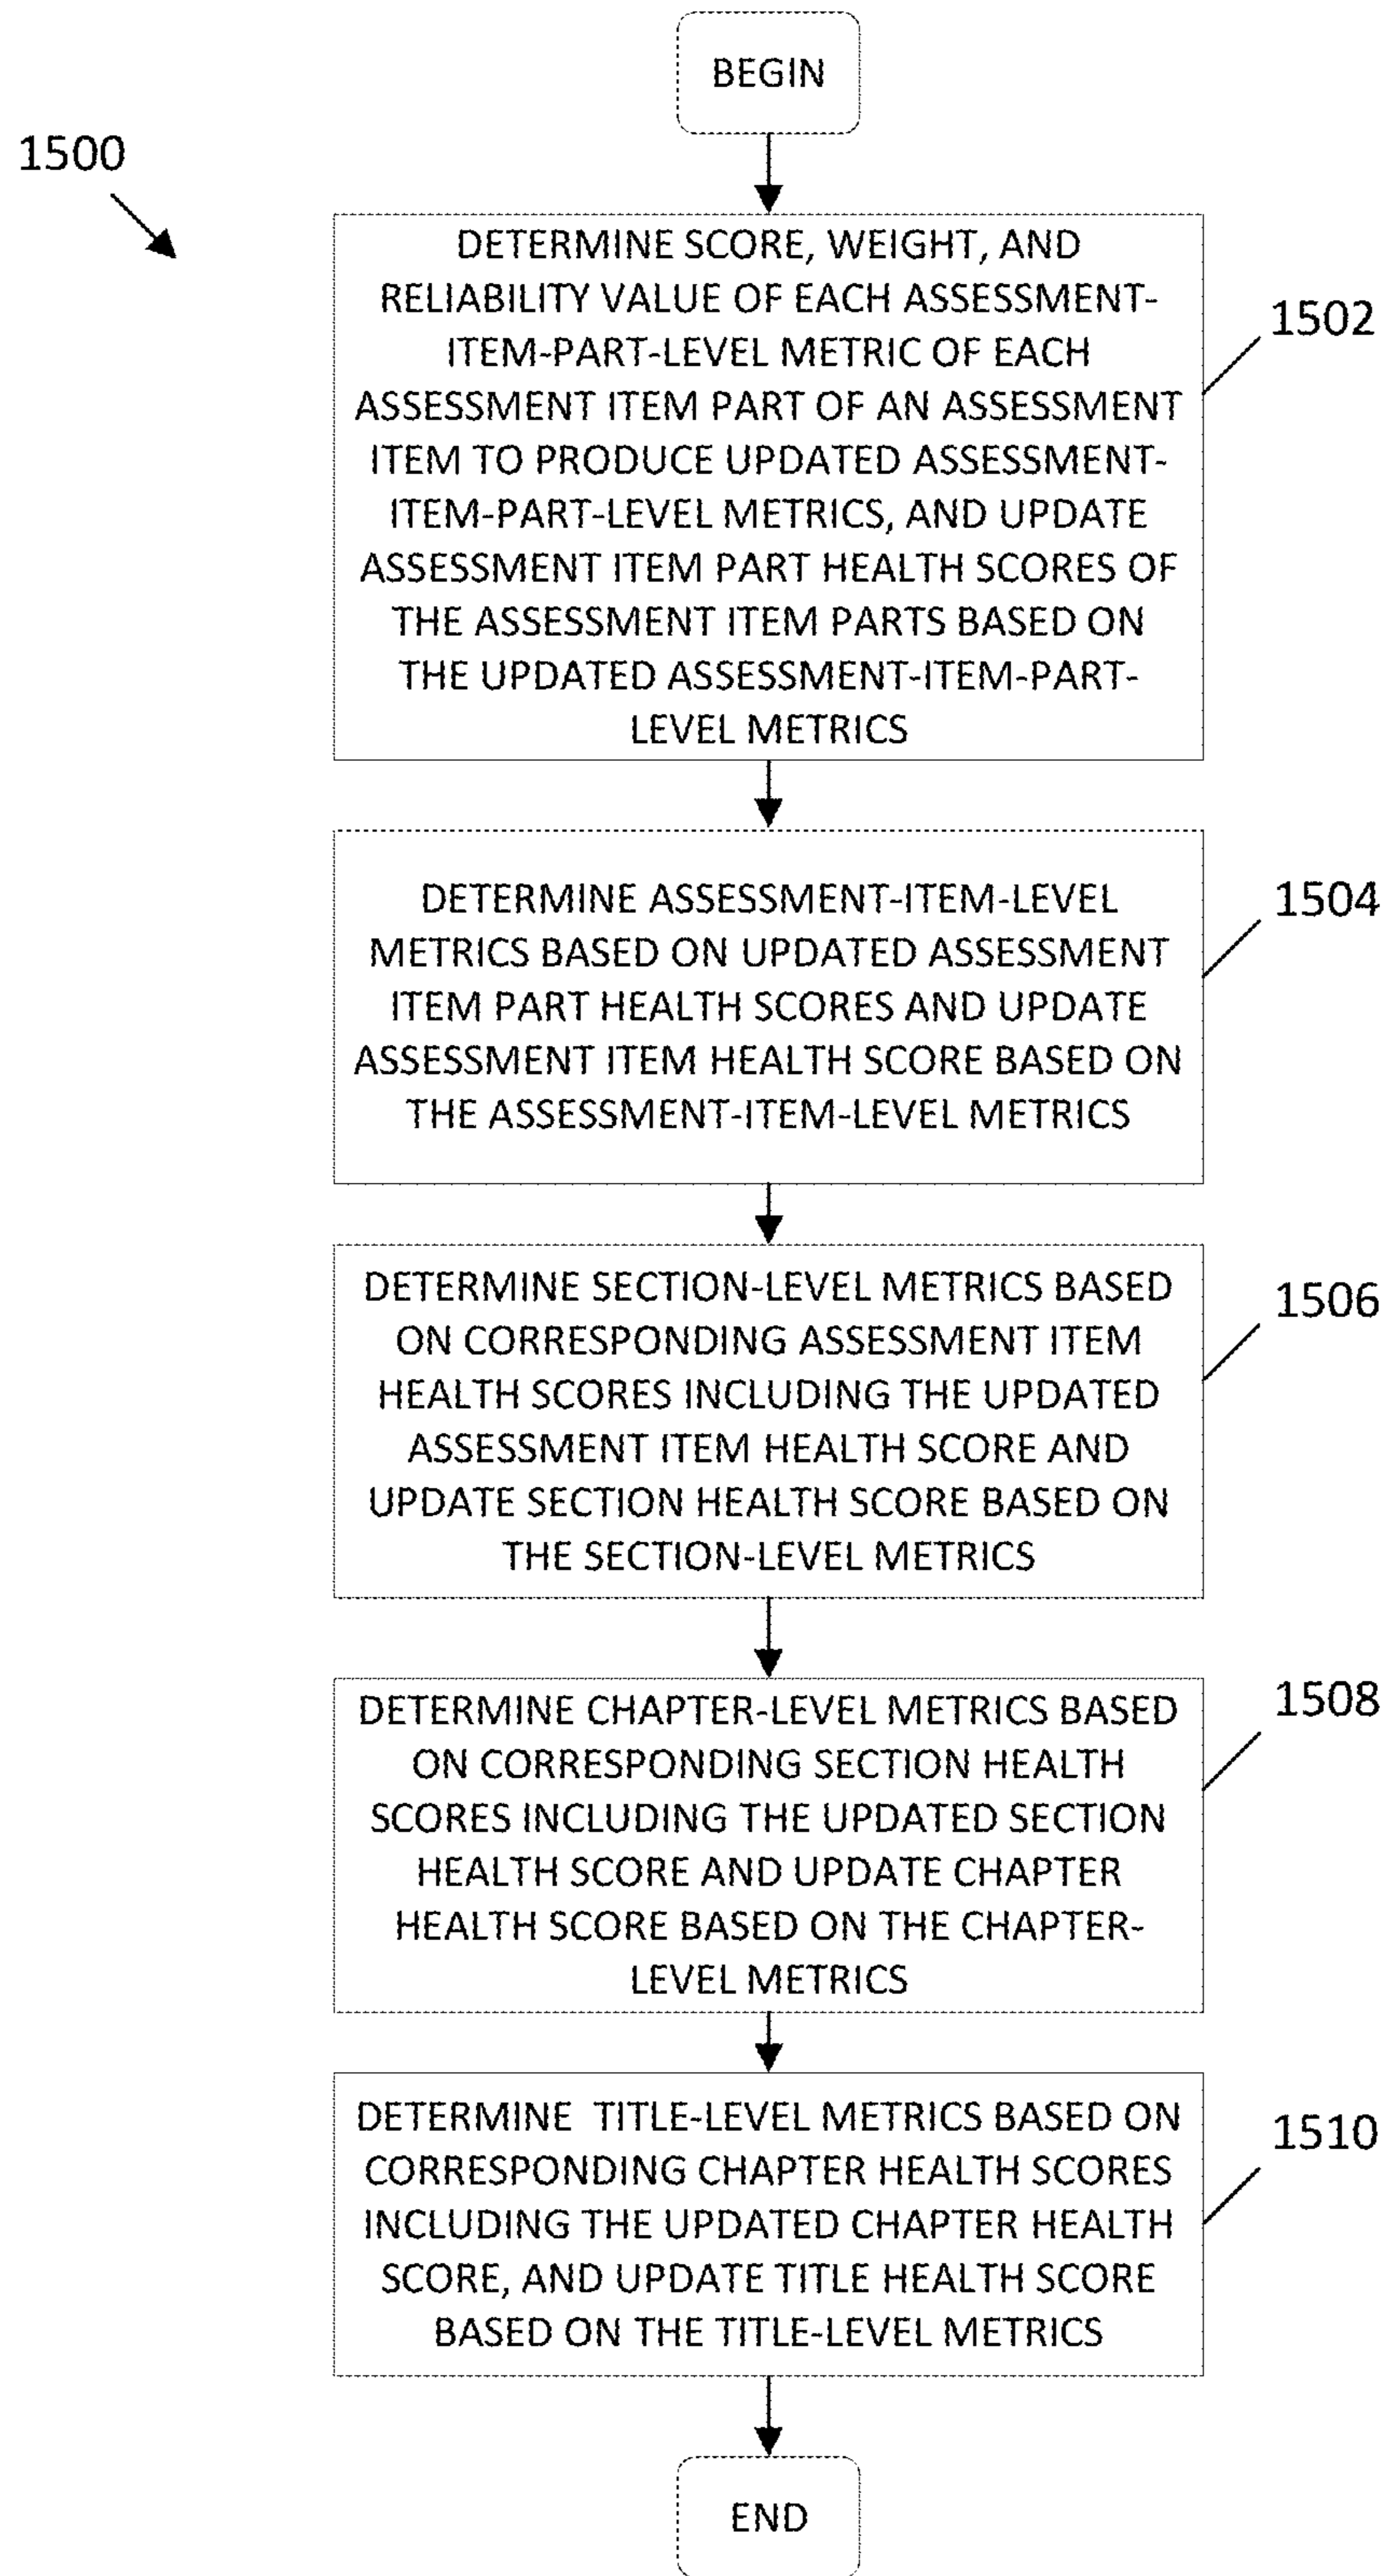 BEGIN
1500
DETERMINE SCORE, WEIGHT, AND
RELIABILITY VALUE OF EACH ASSESSMENT-
ITEM-PART-LEVEL METRIC OF EACH
ASSESSMENT ITEM PART OF AN ASSESSMENT
ITEM TO PRODUCE UPDATED ASSESSMENT-
ITEM-PART-LEVEL METRICS, AND UPDATE
ASSESSMENT ITEM PART HEALTH SCORES OF
THE ASSESSMENT ITEM PARTS BASED ON
THE UPDATED ASSESSMENT-ITEM-PART-
LEVEL METRICS
1502
DETERMINE ASSESSMENT-ITEM-LEVEL
METRICS BASED ON UPDATED ASSESSMENT
ITEM PART HEALTH SCORES AND UPDATE
ASSESSMENT ITEM HEALTH SCORE BASED ON
THE ASSESSMENT-ITEM-LEVEL METRICS
1504
DETERMINE SECTION-LEVEL METRICS BASED
ON CORRESPONDING ASSESSMENT ITEM
HEALTH SCORES INCLUDING THE UPDATED
ASSESSMENT ITEM HEALTH SCORE AND
UPDATE SECTION HEALTH SCORE BASED ON
THE SECTION-LEVEL METRICS
1506
DETERMINE CHAPTER-LEVEL METRICS BASED
ON CORRESPONDING SECTION HEALTH
SCORES INCLUDING THE UPDATED SECTION
HEALTH SCORE AND UPDATE CHAPTER
HEALTH SCORE BASED ON THE CHAPTER-
LEVEL METRICS
1508
DETERMINE TITLE-LEVEL METRICS BASED ON
CORRESPONDING CHAPTER HEALTH SCORES
INCLUDING THE UPDATED CHAPTER HEALTH
SCORE, AND UPDATE TITLE HEALTH SCORE
BASED ON THE TITLE-LEVEL METRICS
1510
END